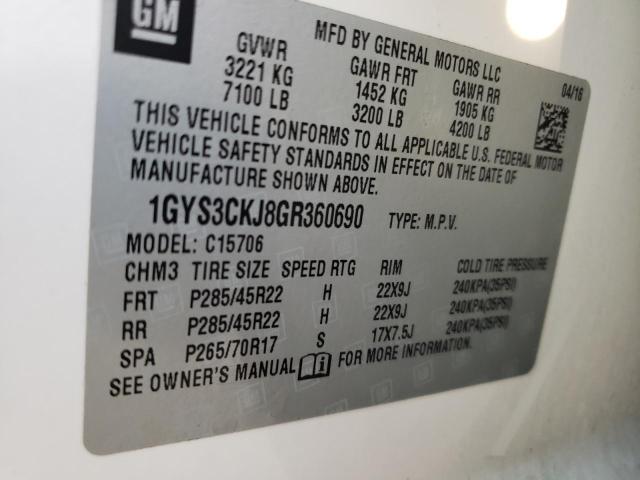 GM
MFD BY GENERAL MOTORS LLC
04/16
GVWR GAWR FRT GAWR RR
3221 KG 1452 KG 1905 KG
7100 LB 3200 LB 4200 LB
THIS VEHICLE CONFORMS TO ALL APPLICABLE U.S. FEDERAL MOTOR
VEHICLE SAFETY STANDARDS IN EFFECT ON THE DATE OF
MANUFACTURE SHOWN ABOVE.
1GYS3CKJ8GR360690 TYPE: M.P.V.
MODEL: C15706
CHM3 TIRE SIZE SPEED RTG RIM COLD TIRE PRESSURE
FRT P285/45R22 H 22X9J 240KPA(35PSI)
RR P285/45R22 H 22X9J 240KPA(35PSI)
SPA P265/70R17 S 17X7.5J 240KPA(35PSI)
SEE OWNER'S MANUAL FOR MORE INFORMATION.